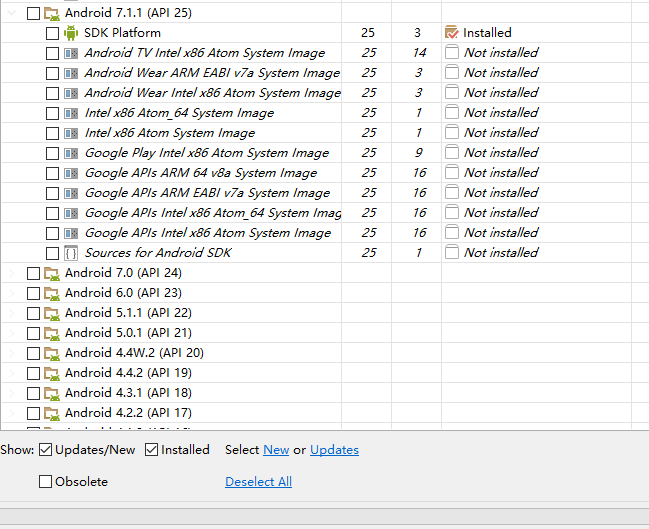 Android 7.1.1 (API 25)
SDK Platform 25 3 Installed
Android TV Intel x86 Atom System Image 25 14 Not installed
Android Wear ARM EABI v7a System Image 25 3 Not installed
Android Wear Intel x86 Atom System Image 25 3 Not installed
Intel x86 Atom_64 System Image 25 1 Not installed
Intel x86 Atom System Image 25 1 Not installed
Google Play Intel x86 Atom System Image 25 9 Not installed
Google APIs ARM 64 v8a System Image 25 16 Not installed
Google APIs ARM EABI v7a System Image 25 16 Not installed
Google APIs Intel x86 Atom_64 System Imag 25 16 Not installed
Google APIs Intel x86 Atom System Image 25 16 Not installed
{ } Sources for Android SDK 25 1 Not installed
Android 7.0 (API 24)
Android 6.0 (API 23)
Android 5.1.1 (API 22)
Android 5.0.1 (API 21)
Android 4.4W.2 (API 20)
Android 4.4.2 (API 19)
Android 4.3.1 (API 18)
Android 4.2.2 (API 17)
Show: Updates/New Installed Select New or Updates
Obsolete Deselect All